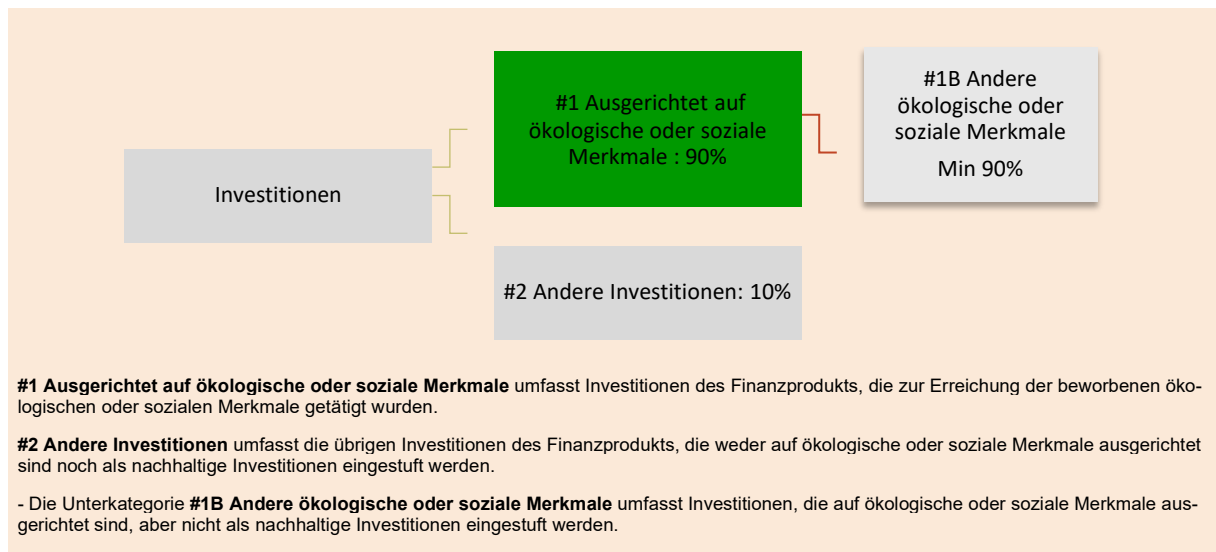 #1 Ausgerichtet auf
ökologische oder soziale
Merkmale : 90%
#1B Andere
ökologische oder
soziale Merkmale
Min 90%
Investitionen
#2 Andere Investitionen: 10%
#1 Ausgerichtet auf ökologische oder soziale Merkmale umfasst Investitionen des Finanzprodukts, die zur Erreichung der beworbenen öko-
logischen oder sozialen Merkmale getätigt wurden.
#2 Andere Investitionen umfasst die übrigen Investitionen des Finanzprodukts, die weder auf ökologische oder soziale Merkmale ausgerichtet
sind noch als nachhaltige Investitionen eingestuft werden.
- Die Unterkategorie #1B Andere ökologische oder soziale Merkmale umfasst Investitionen, die auf ökologische oder soziale Merkmale aus-
gerichtet sind, aber nicht als nachhaltige Investitionen eingestuft werden.